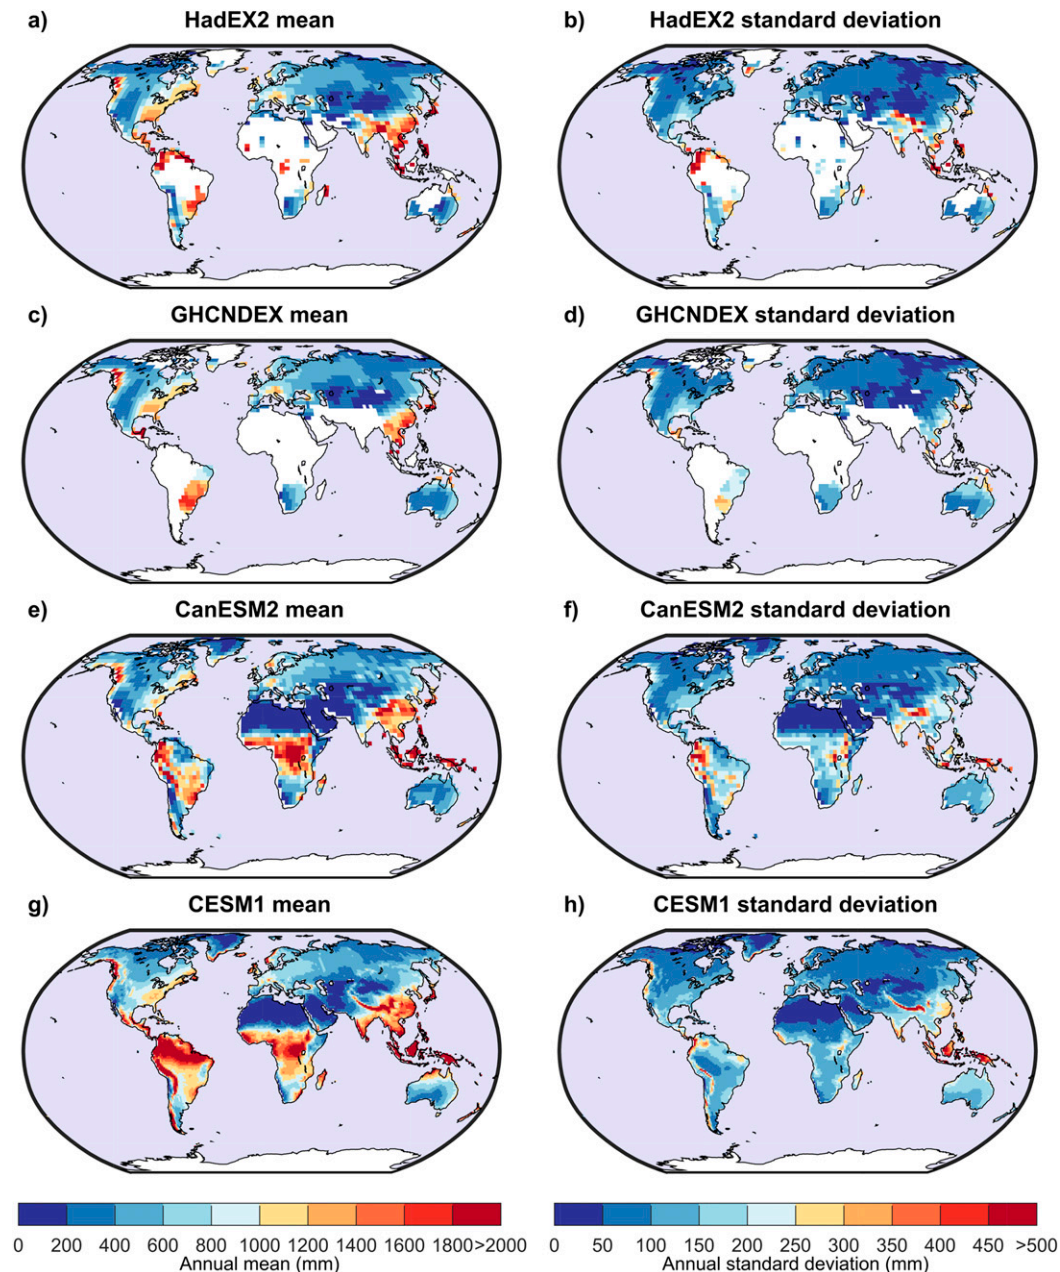 a) HadEX2 mean
b) HadEX2 standard deviation
c) GHCNDEX mean
d) GHCNDEX standard deviation
e) CanESM2 mean
f) CanESM2 standard deviation
g) CESM1 mean
h) CESM1 standard deviation
0 200 400 600 800 1000 1200 1400 1600 1800 >2000
Annual mean (mm)
0 50 100 150 200 250 300 350 400 450 >500
Annual standard deviation (mm)